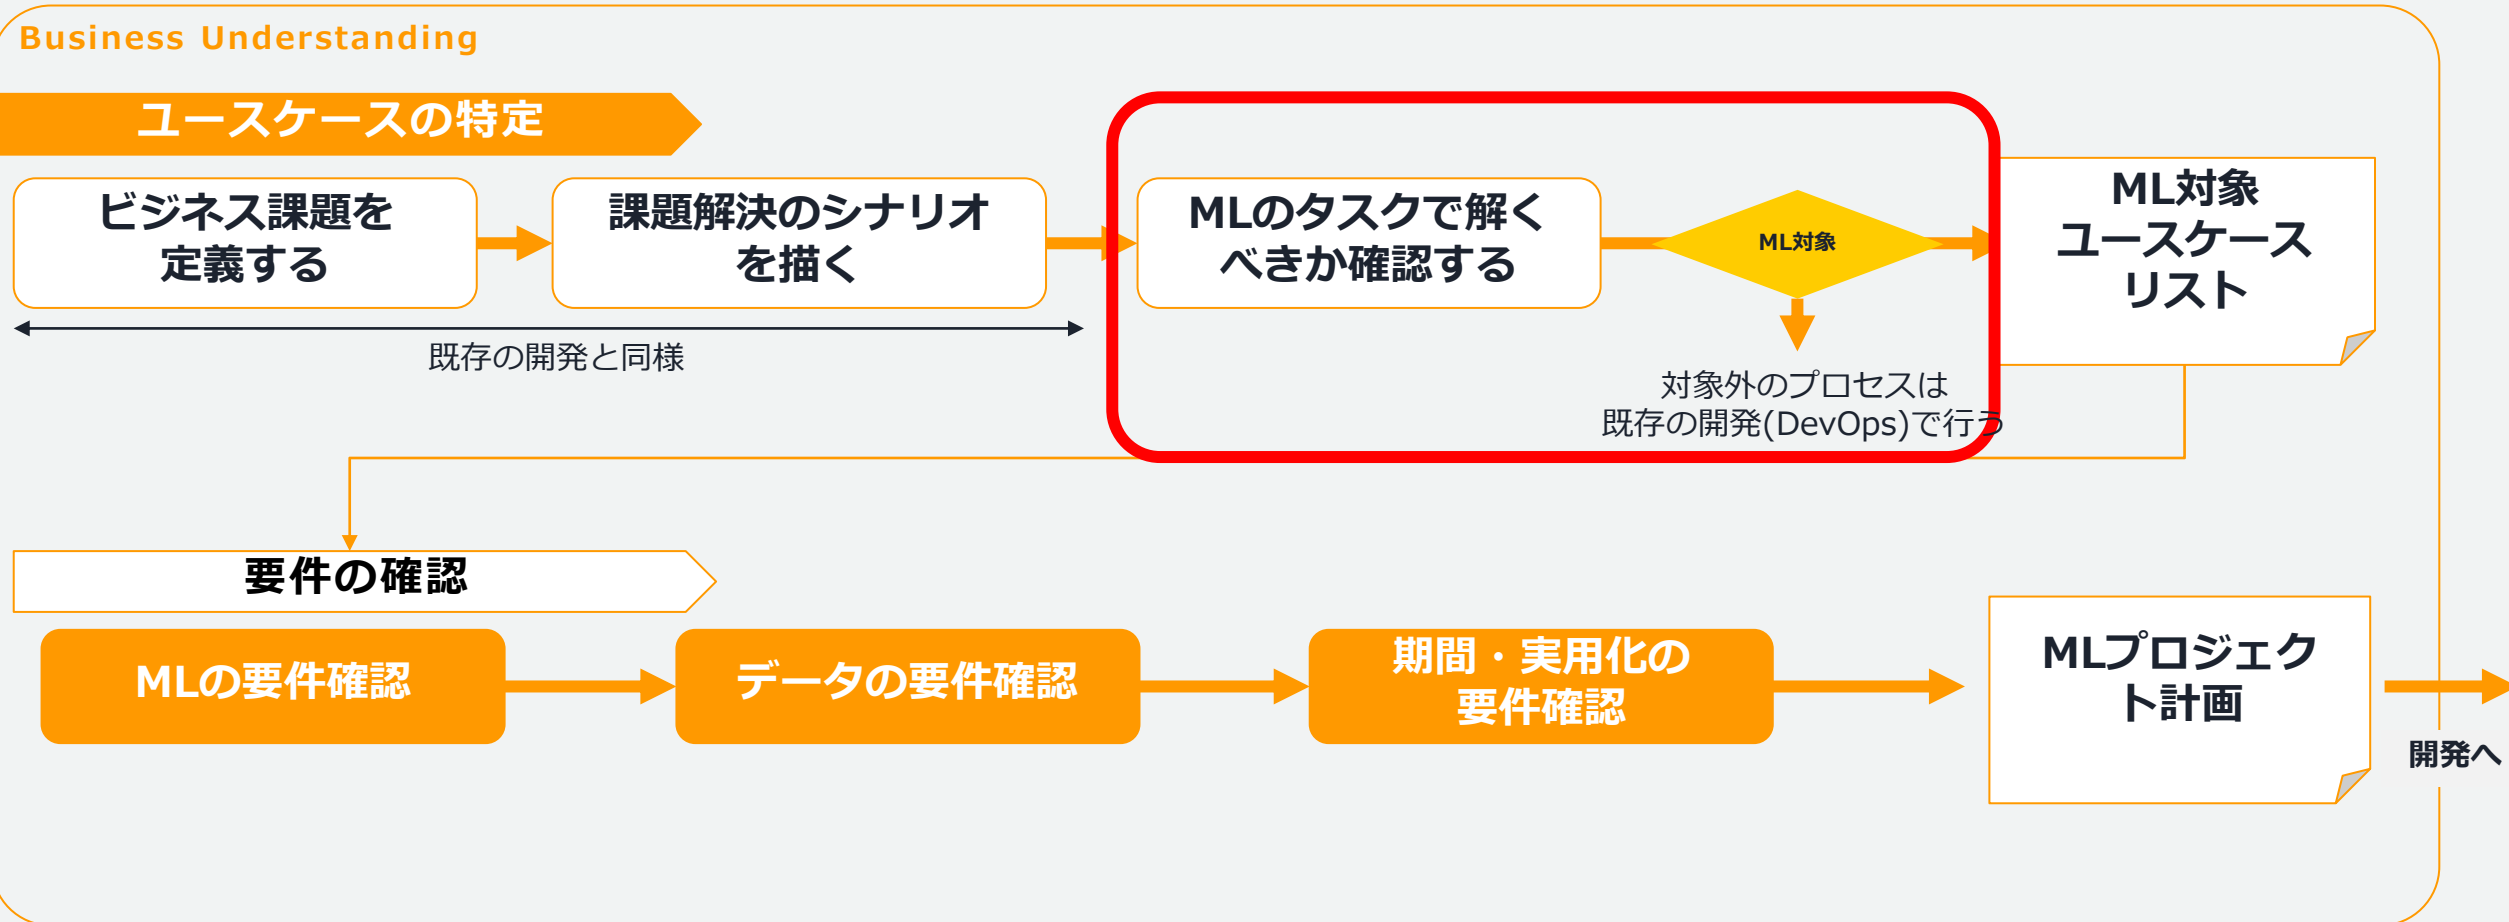 Business Understanding
ユースケースの特定
ビジネス課題を
定義する
課題解決のシナリオ
を描く
MLのタスクで解く
べきか確認する
ML対象
ML対象
ユースケース
リスト
既存の開発と同様
対象外のプロセスは
既存の開発(DevOps)で行う
要件の確認
MLの要件確認
データの要件確認
期間・実用化の
要件確認
MLプロジェク
ト計画
開発へ